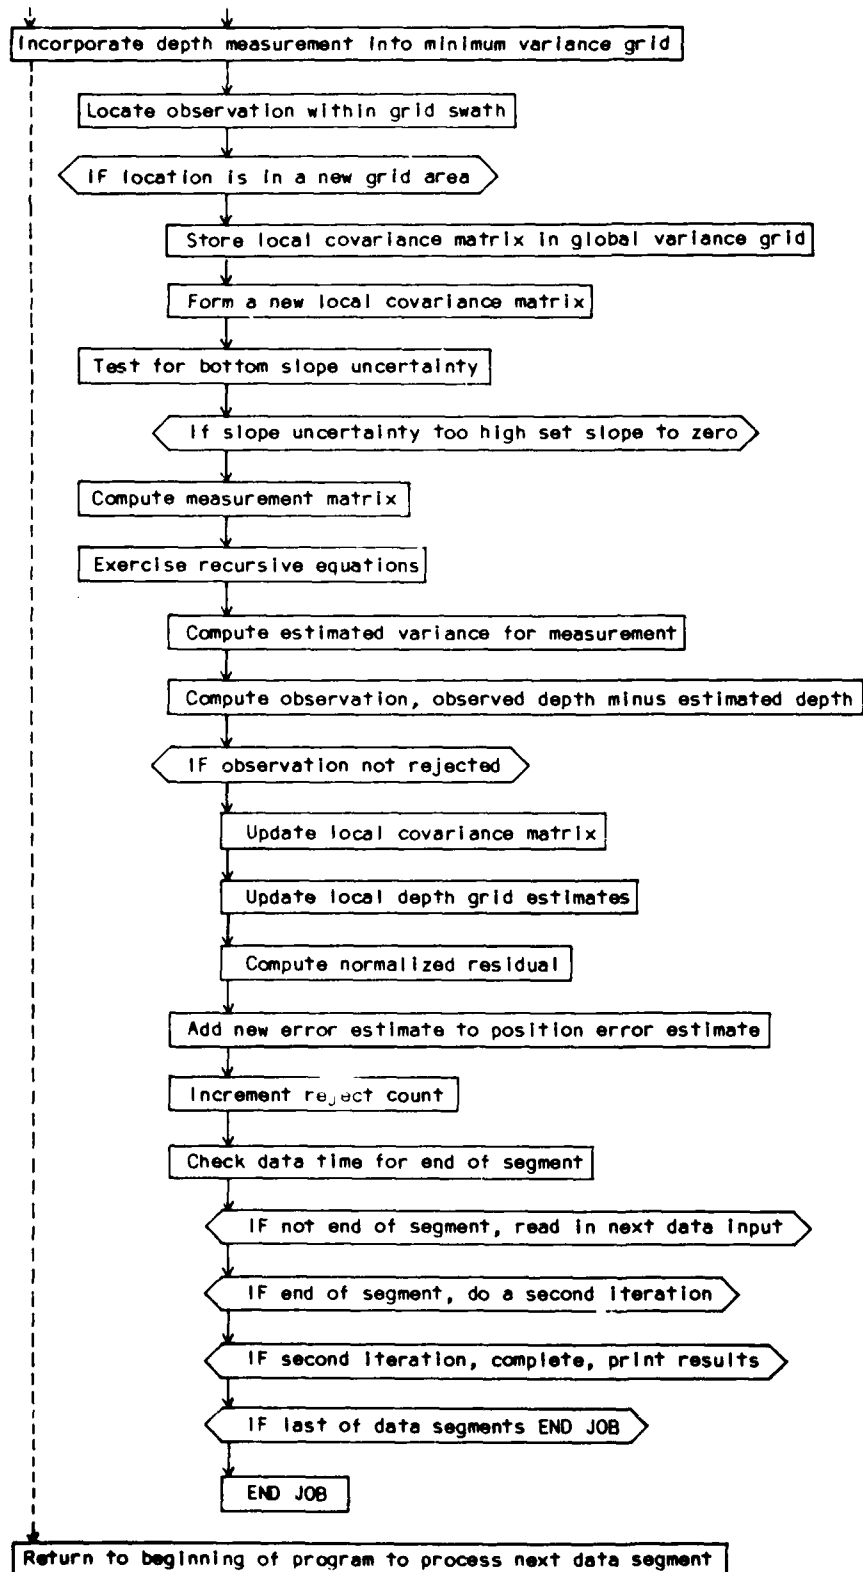 Incorporate depth measurement into minimum variance grid
Locate observation within grid swath
IF location is in a new grid area
Store local covariance matrix in global variance grid
Form a new local covariance matrix
Test for bottom slope uncertainty
If slope uncertainty too high set slope to zero
Compute measurement matrix
Exercise recursive equations
Compute estimated variance for measurement
Compute observation, observed depth minus estimated depth
IF observation not rejected
Update local covariance matrix
Update local depth grid estimates
Compute normalized residual
Add new error estimate to position error estimate
Increment reject count
Check data time for end of segment
IF not end of segment, read in next data input
IF end of segment, do a second iteration
IF second iteration, complete, print results
IF last of data segments END JOB
END JOB
Return to beginning of program to process next data segment